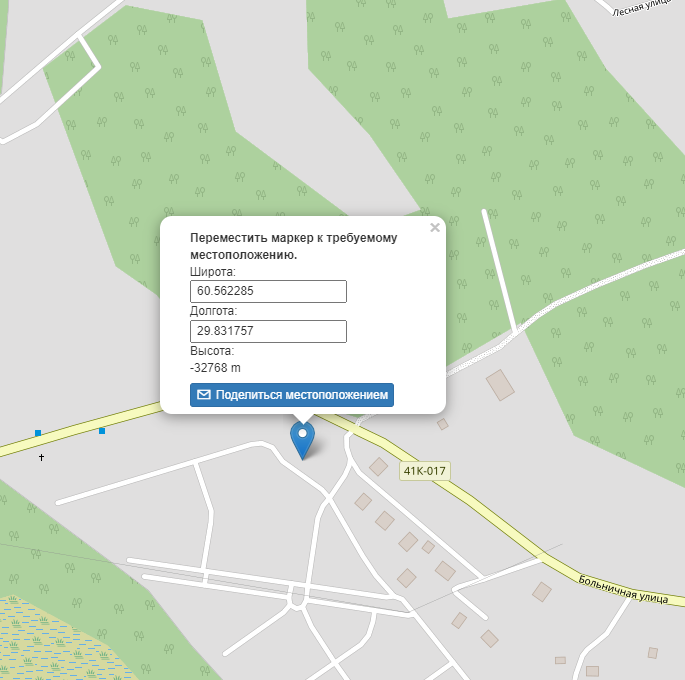 Лесная улица
Переместить маркер к требуемому
местоположению.
×
Широта:
60.562285
Долгота:
29.831757
Высота:
-32768 m
Поделиться местоположением
41К-017
Больничная улица